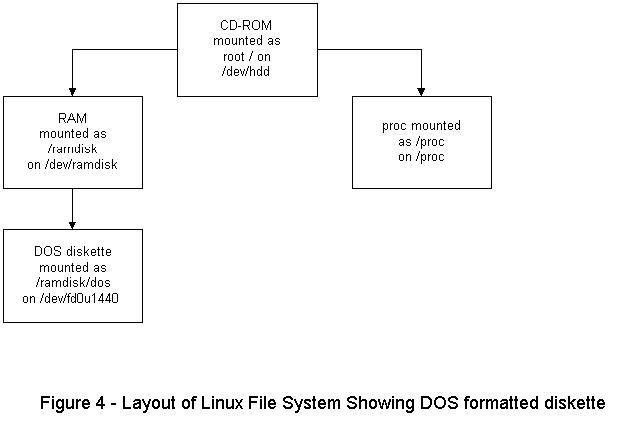 CD-ROM
mounted as
root / on
/dev/hdd
RAM
mounted as
/ramdisk
on /dev/ramdisk
proc mounted
as /proc
on /proc
DOS diskette
mounted as
/ramdisk/dos
on /dev/fd0u1440
Figure 4 - Layout of Linux File System Showing DOS formatted diskette